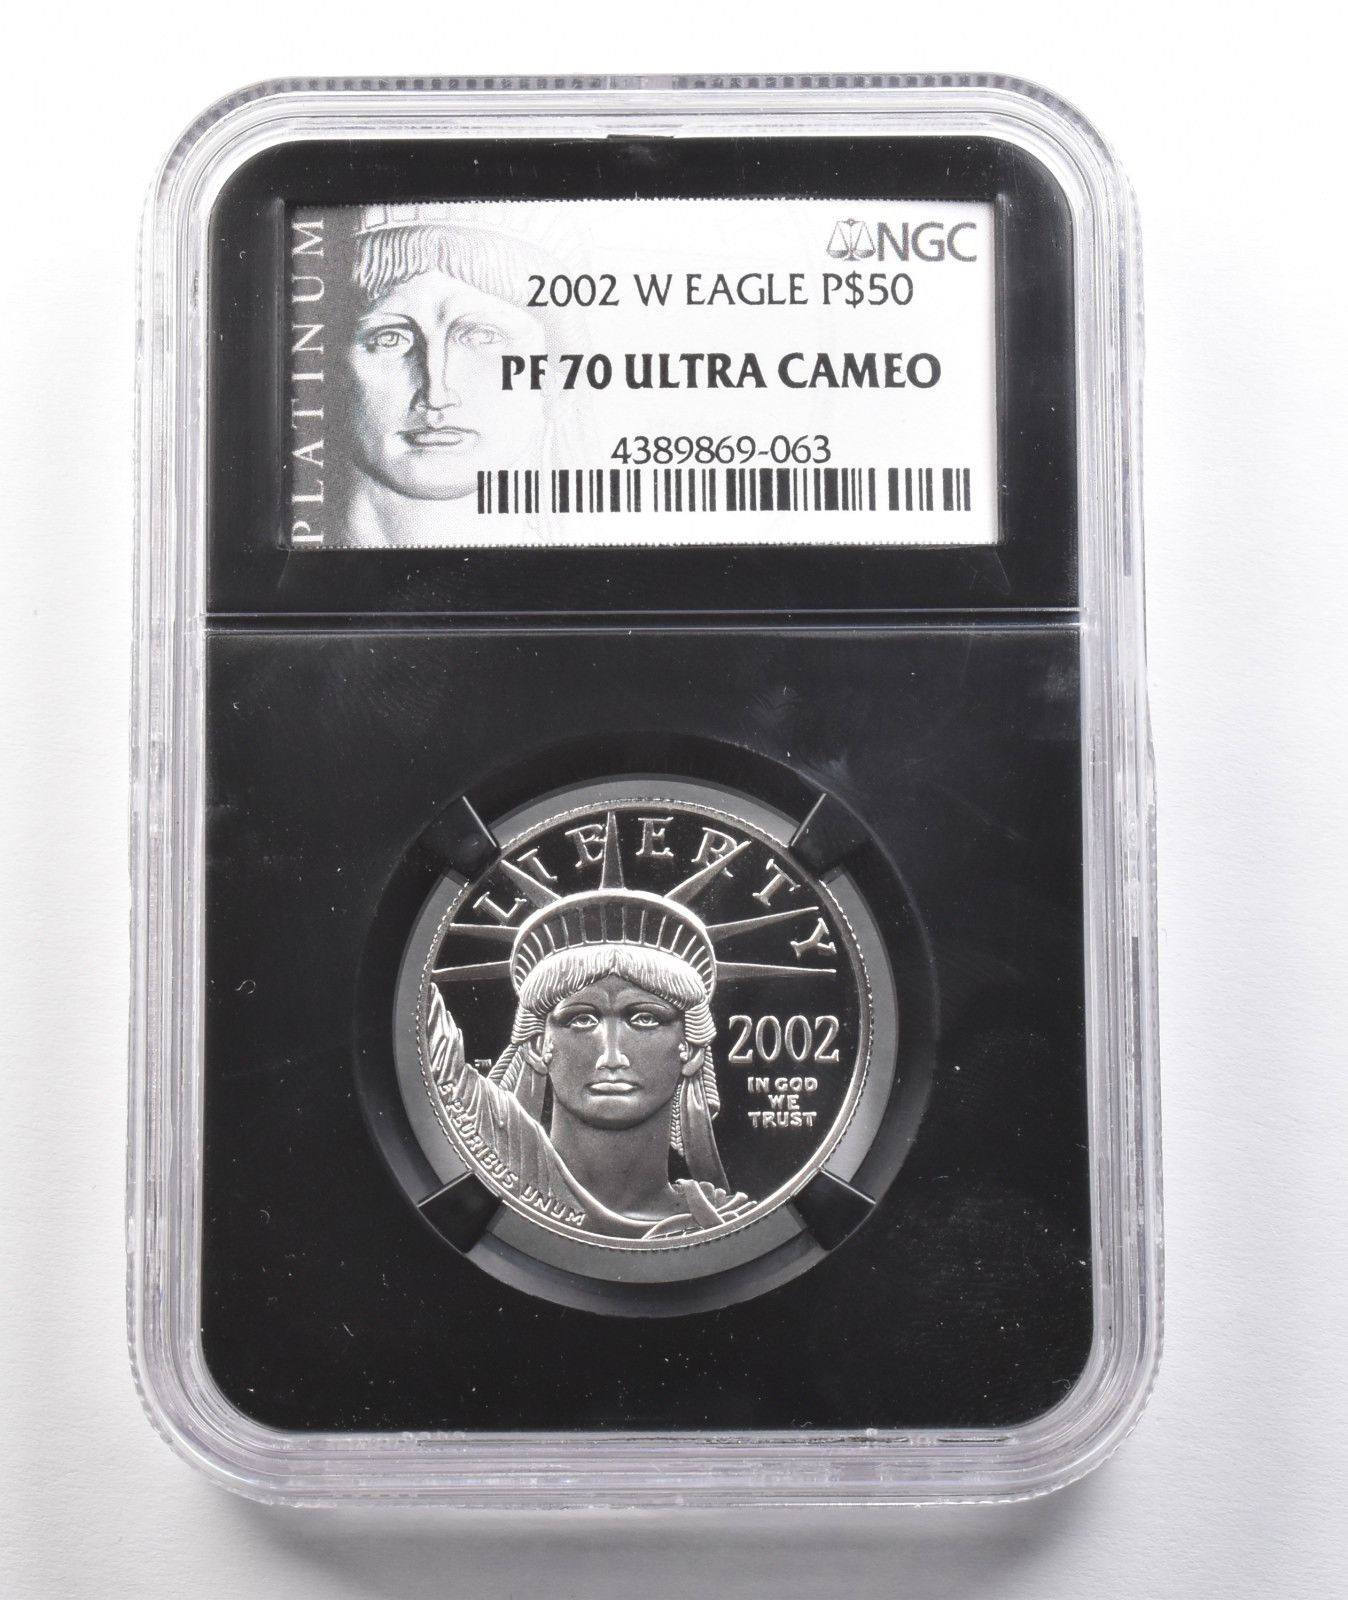 PLATINUM
NGC
2002 W EAGLE P$50
PF 70 ULTRA CAMEO
4389869-063
LIBERTY
2002
IN GOD
WE
TRUST
E PLURIBUS UNUM